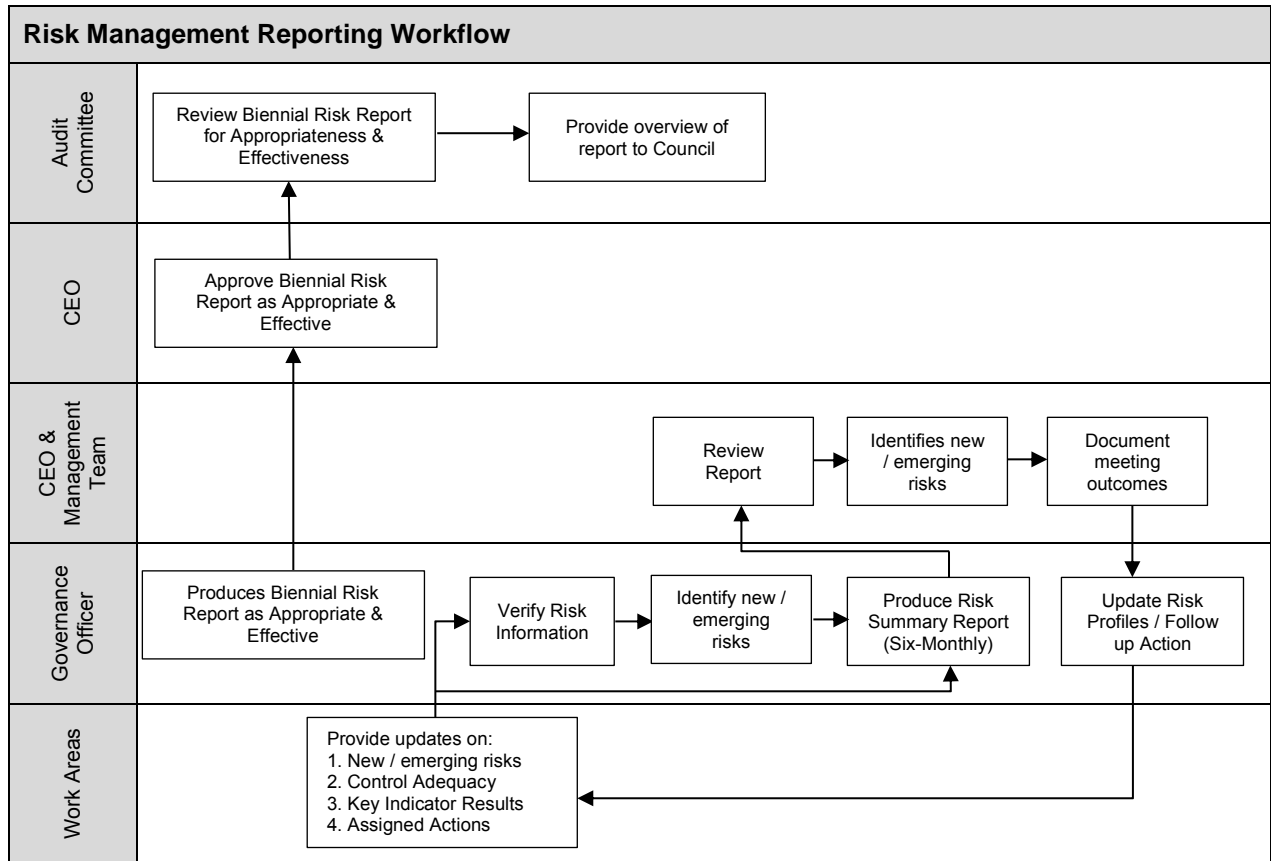 Risk Management Reporting Workflow
Audit
Committee
Review Biennial Risk Report
for Appropriateness &
Effectiveness
Provide overview of
report to Council
CEO
Approve Biennial Risk
Report as Appropriate &
Effective
CEO &
Management
Team
Review
Report
Identifies new
/ emerging
risks
Document
meeting
outcomes
Governance
Officer
Produces Biennial Risk
Report as Appropriate &
Effective
Verify Risk
Information
Identify new /
emerging
risks
Produce Risk
Summary Report
(Six-Monthly)
Update Risk
Profiles / Follow
up Action
Work Areas
Provide updates on:
1. New / emerging risks
2. Control Adequacy
3. Key Indicator Results
4. Assigned Actions